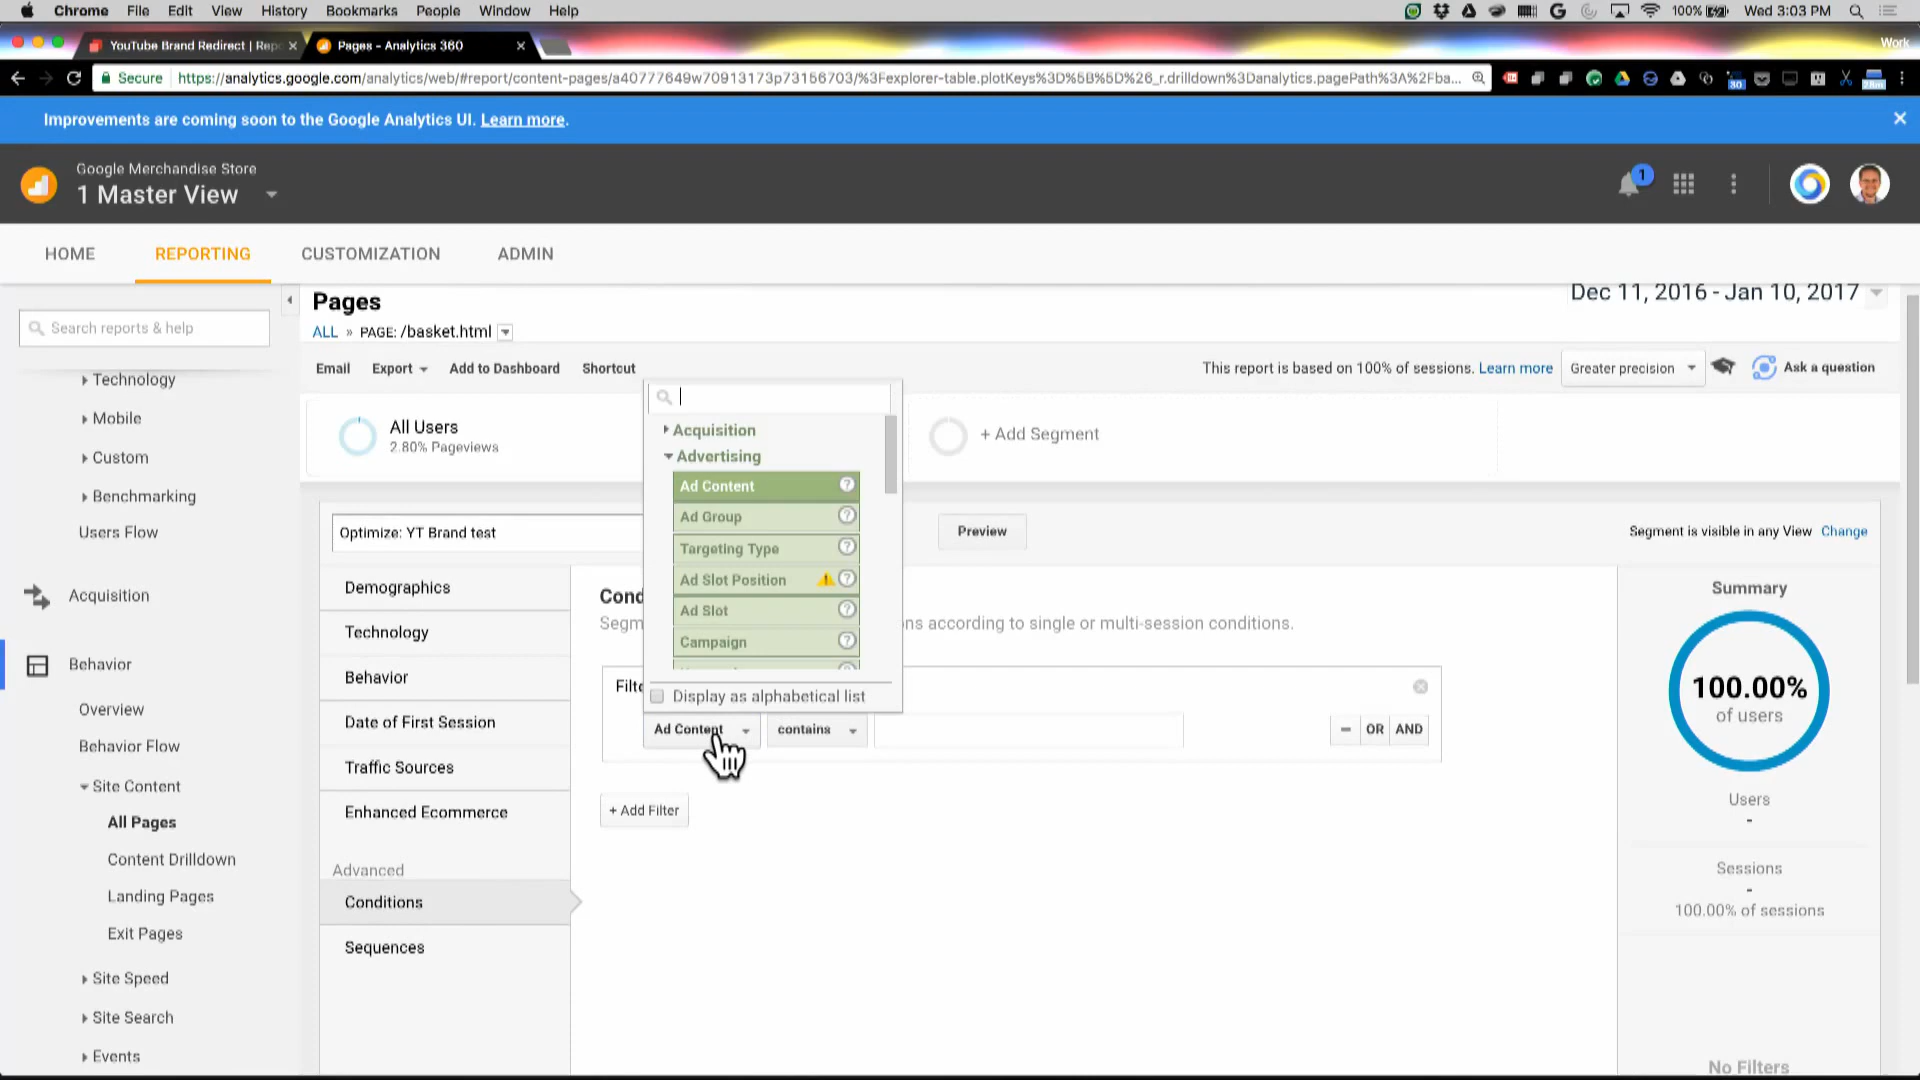 Chrome File Edit View History Bookmarks People Window Help
100% Wed 3:03 PM
YouTube Brand Redirect | Repo
Pages - Analytics 360
Work
Secure https://analytics.google.com/analytics/web/#report/content-pages/a40777649w70913173p73156703/%3Fexplorer-table.plotKeys%3D%5B%5D%26_r.drilldown%3Danalytics.pagePath%3A%2Fba...
30
Improvements are coming soon to the Google Analytics UI. Learn more.
Google Merchandise Store
1 Master View
1
HOME REPORTING CUSTOMIZATION ADMIN
Pages
Dec 11, 2016 - Jan 10, 2017
Search reports & help
ALL » PAGE: /basket.html
Email Export Add to Dashboard Shortcut
This report is based on 100% of sessions. Learn more
Greater precision
Ask a question
Technology
Mobile
Custom
Benchmarking
Users Flow
Acquisition
Behavior
Overview
Behavior Flow
Site Content
All Pages
Content Drilldown
Landing Pages
Exit Pages
Site Speed
Site Search
Events
All Users
2.80% Pageviews
+ Add Segment
Acquisition
Advertising
Ad Content
Ad Group
Targeting Type
Ad Slot Position
Ad Slot
Campaign
Display as alphabetical list
Optimize: YT Brand test
Preview
Segment is visible in any View Change
Demographics
Technology
Behavior
Date of First Session
Traffic Sources
Enhanced Ecommerce
Advanced
Conditions
Sequences
Cond
Segm
ns according to single or multi-session conditions.
Filte
Ad Content contains
– OR AND
+ Add Filter
Summary
100.00%
of users
Users
-
Sessions
-
100.00% of sessions
No Filters